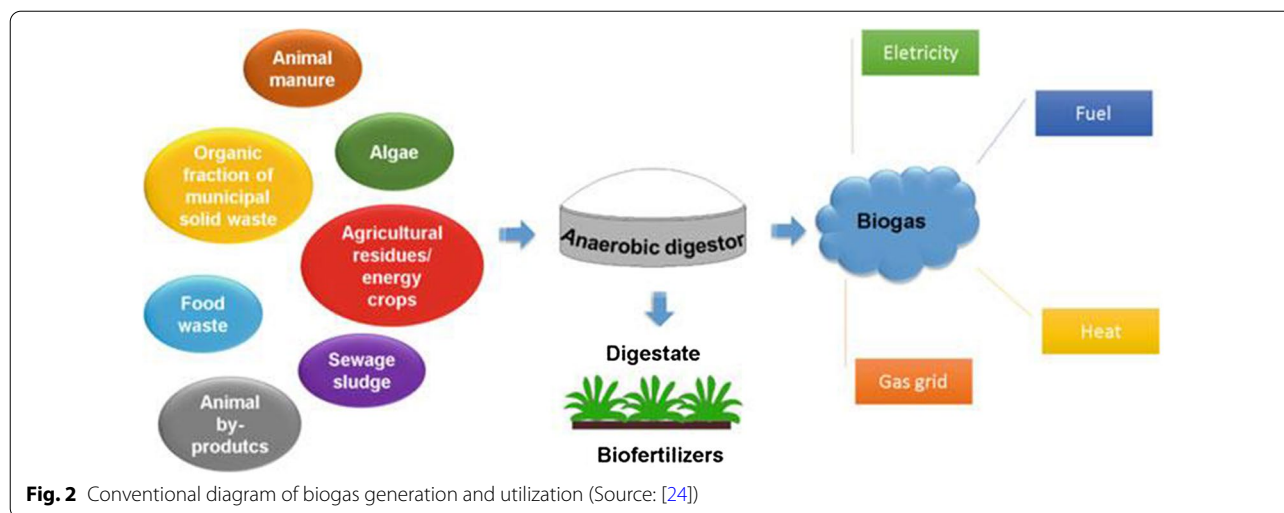 Animal
manure
Algae
Organic
fraction of
municipal
solid waste
Agricultural
residues/
energy
crops
Food
waste
Sewage
sludge
Animal
by-
produtcs
Anaerobic digestor
Digestate
Biofertilizers
Biogas
Eletricity
Fuel
Heat
Gas grid
Fig. 2 Conventional diagram of biogas generation and utilization (Source: [24])